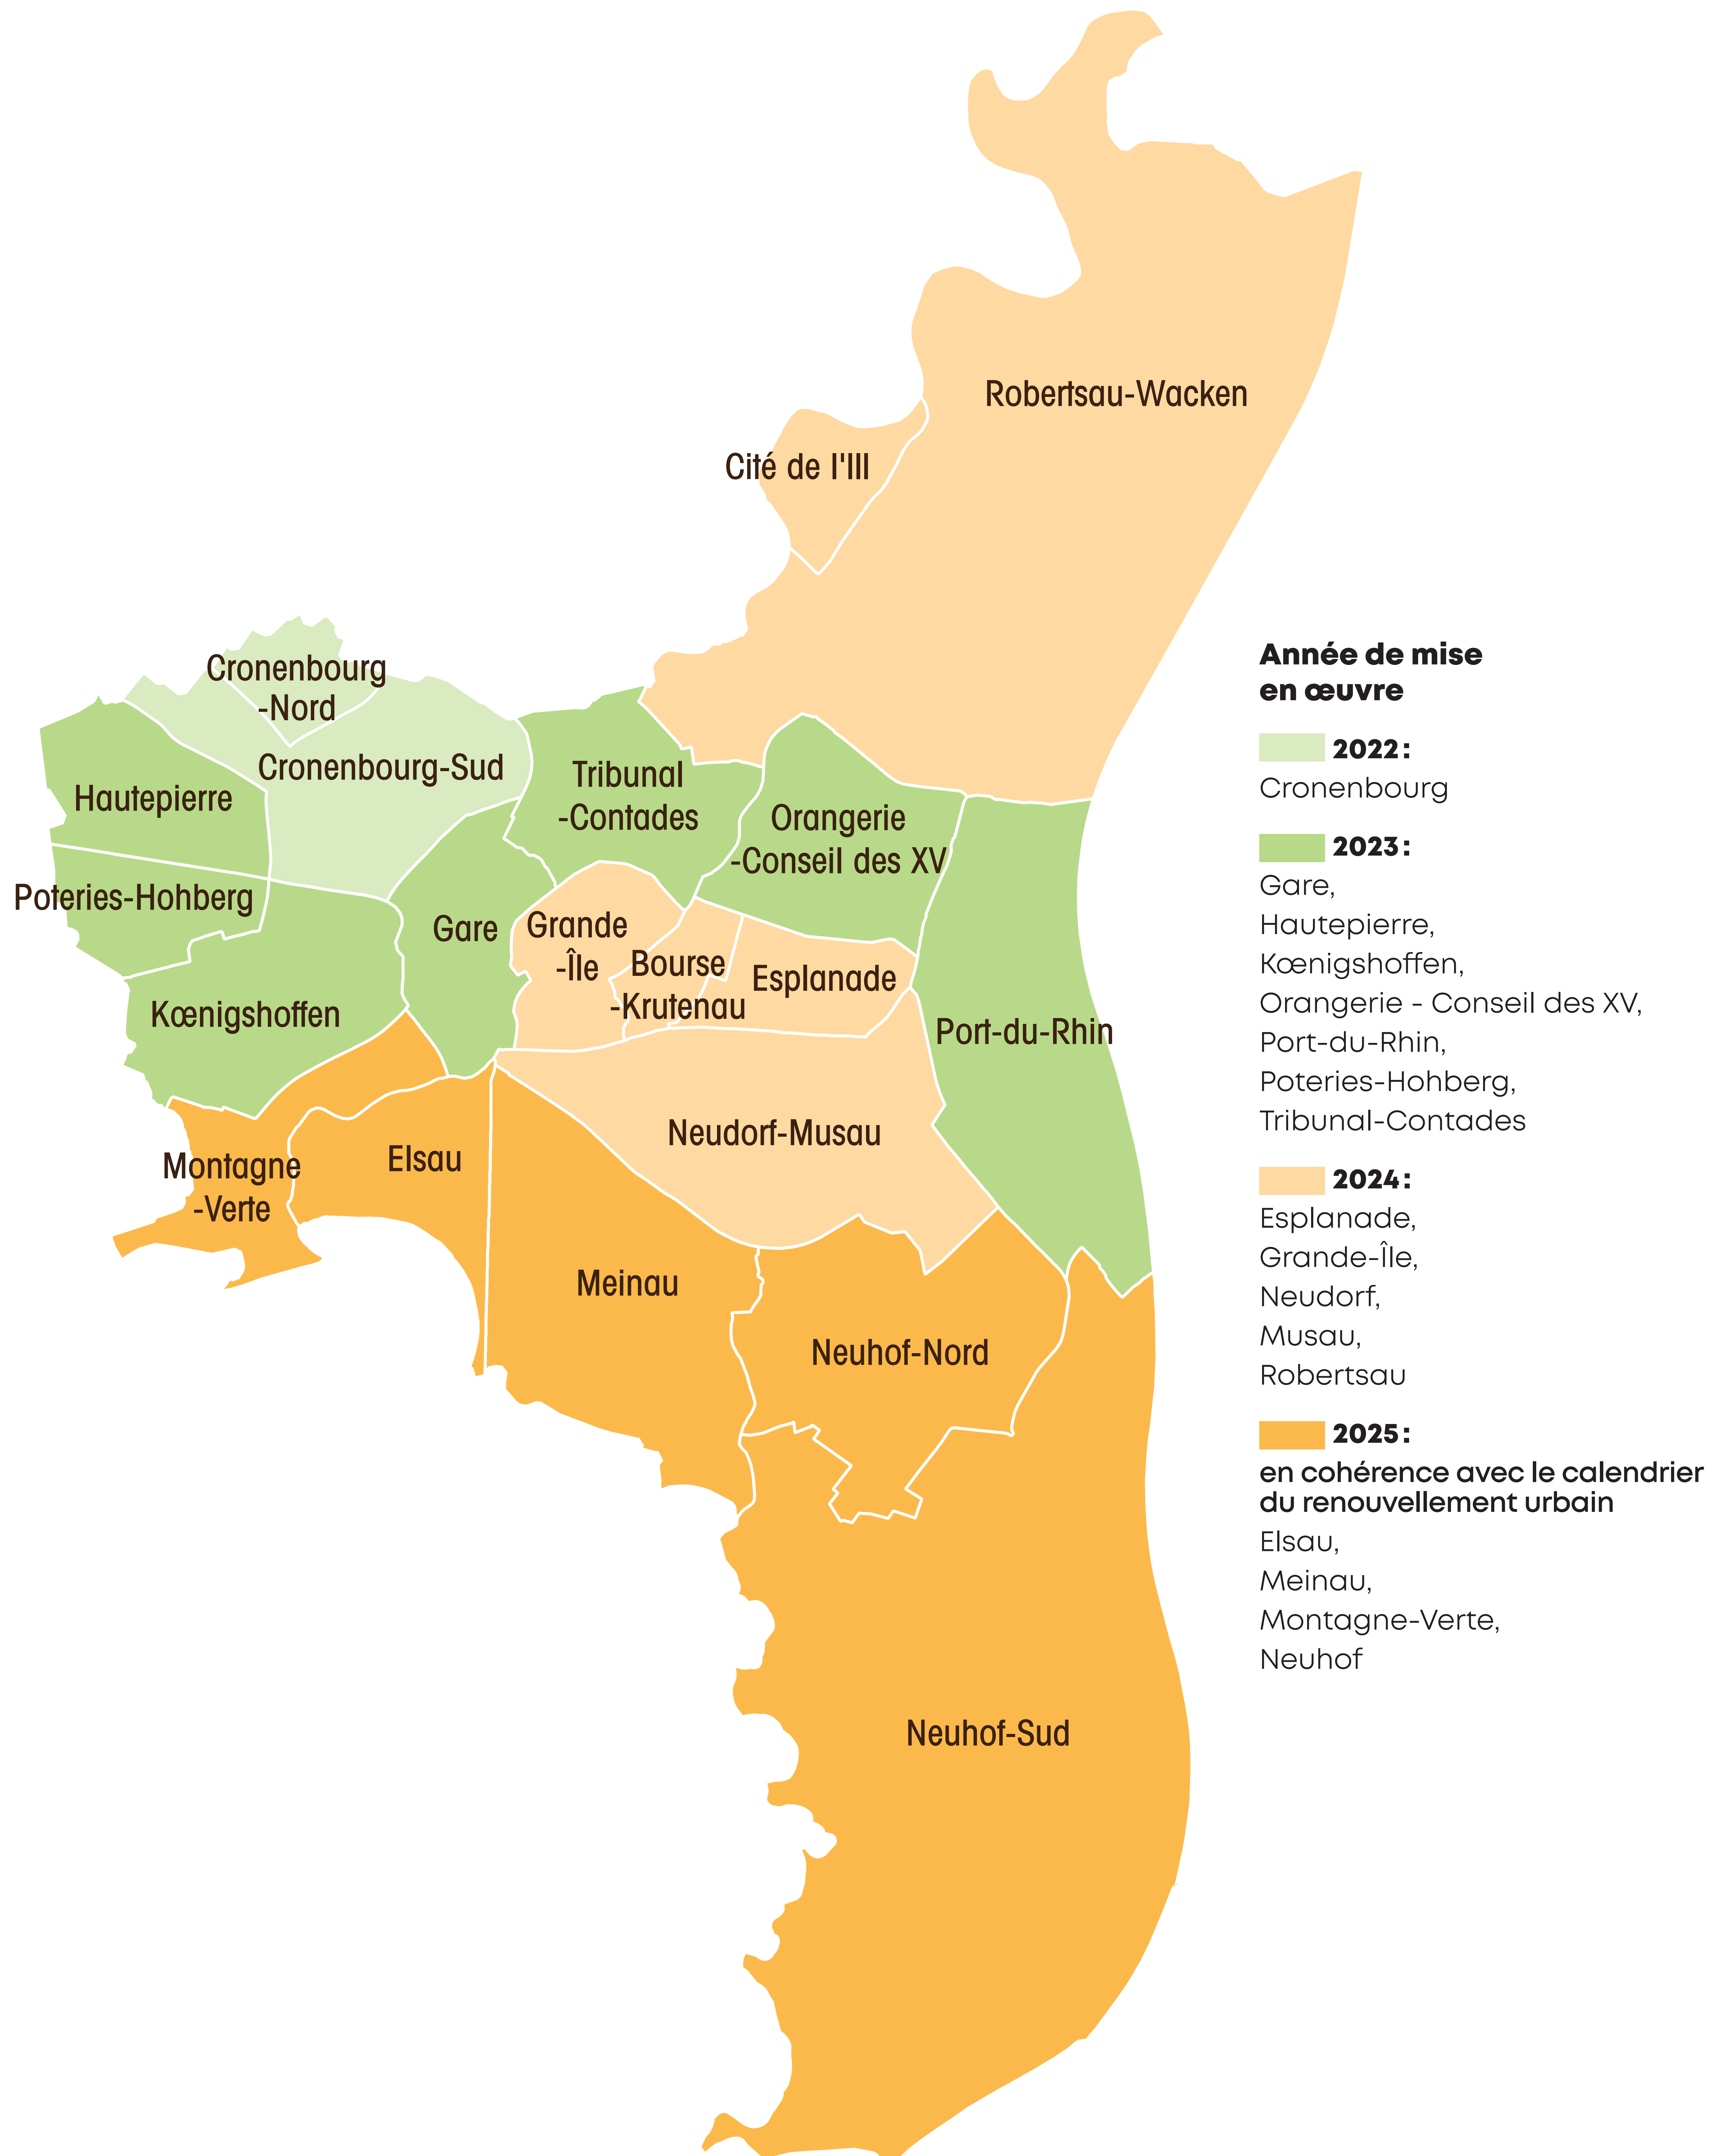 Robertsau-Wacken
Cité de l'Ill
Cronenbourg
-Nord
Cronenbourg-Sud
Hautepierre
Tribunal
-Contades
Orangerie
-Conseil des XV
Poteries-Hohberg
Gare
Grande
-Île
Bourse
-Krutenau
Esplanade
Kœnigshoffen
Port-du-Rhin
Neudorf-Musau
Montagne
-Verte
Elsau
Meinau
Neuhof-Nord
Neuhof-Sud
Année de mise
en œuvre
2022 :
Cronenbourg
2023 :
Gare,
Hautepierre,
Kœnigshoffen,
Orangerie - Conseil des XV,
Port-du-Rhin,
Poteries-Hohberg,
Tribunal-Contades
2024 :
Esplanade,
Grande-Île,
Neudorf,
Musau,
Robertsau
2025 :
en cohérence avec le calendrier
du renouvellement urbain
Elsau,
Meinau,
Montagne-Verte,
Neuhof